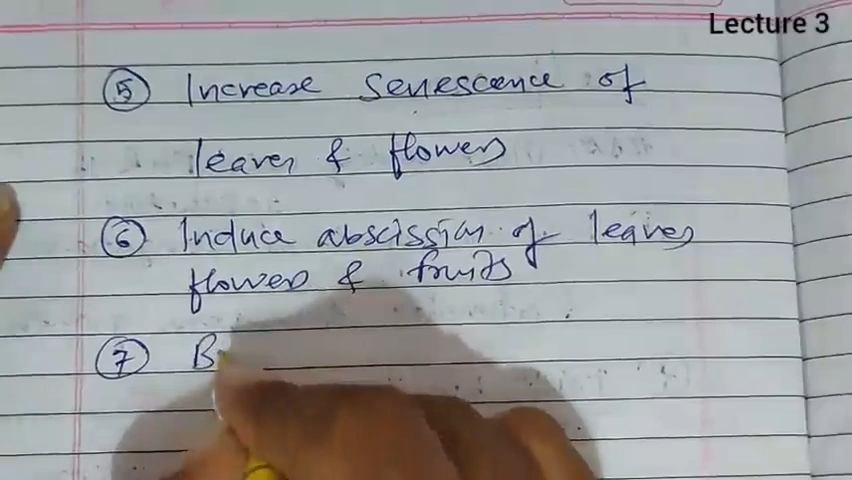 Lecture 3
5 Increase Senescence of
leaves & flowers
6 Induce abscission of leaves
flowers & fruits
7 B